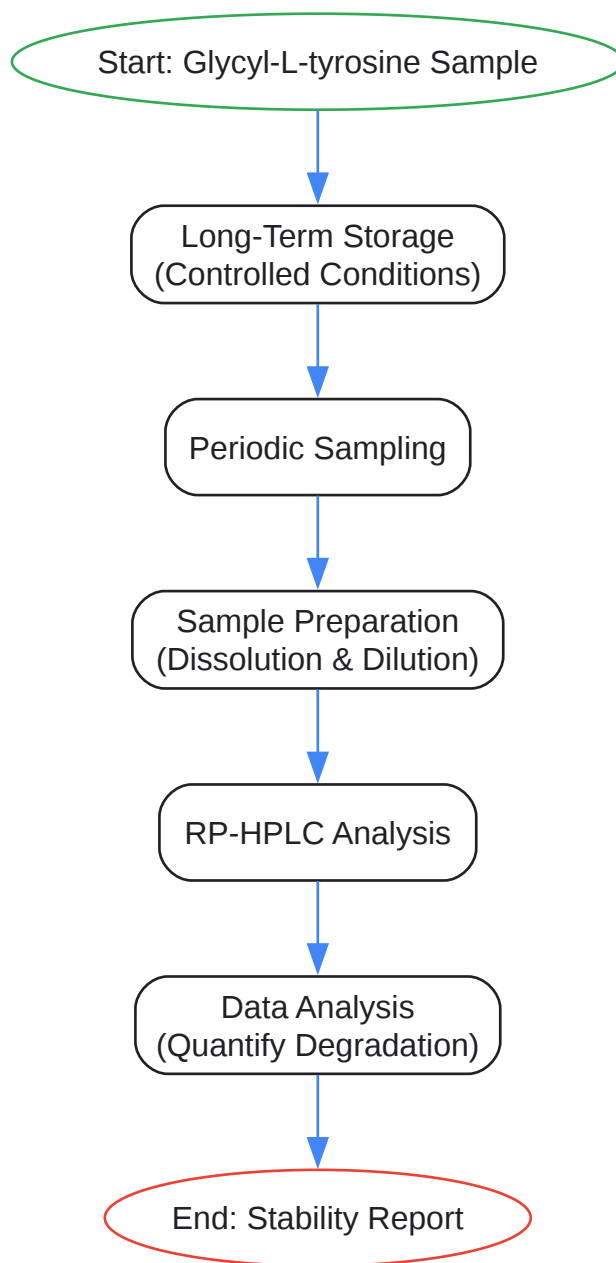 Start: Glycyl-L-tyrosine Sample
Long-Term Storage
(Controlled Conditions)
Periodic Sampling
Sample Preparation
(Dissolution & Dilution)
RP-HPLC Analysis
Data Analysis
(Quantify Degradation)
End: Stability Report